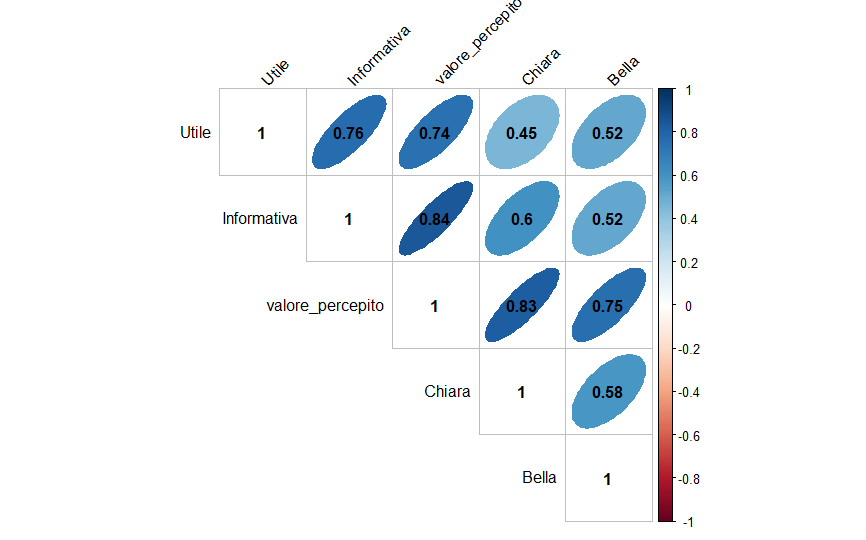 Utile Informativa valore_percepito Chiara Bella
Utile 1 0.76 0.74 0.45 0.52
Informativa 1 0.84 0.6 0.52
valore_percepito 1 0.83 0.75
Chiara 1 0.58
Bella 1
1
0.8
0.6
0.4
0.2
0
-0.2
-0.4
-0.6
-0.8
-1